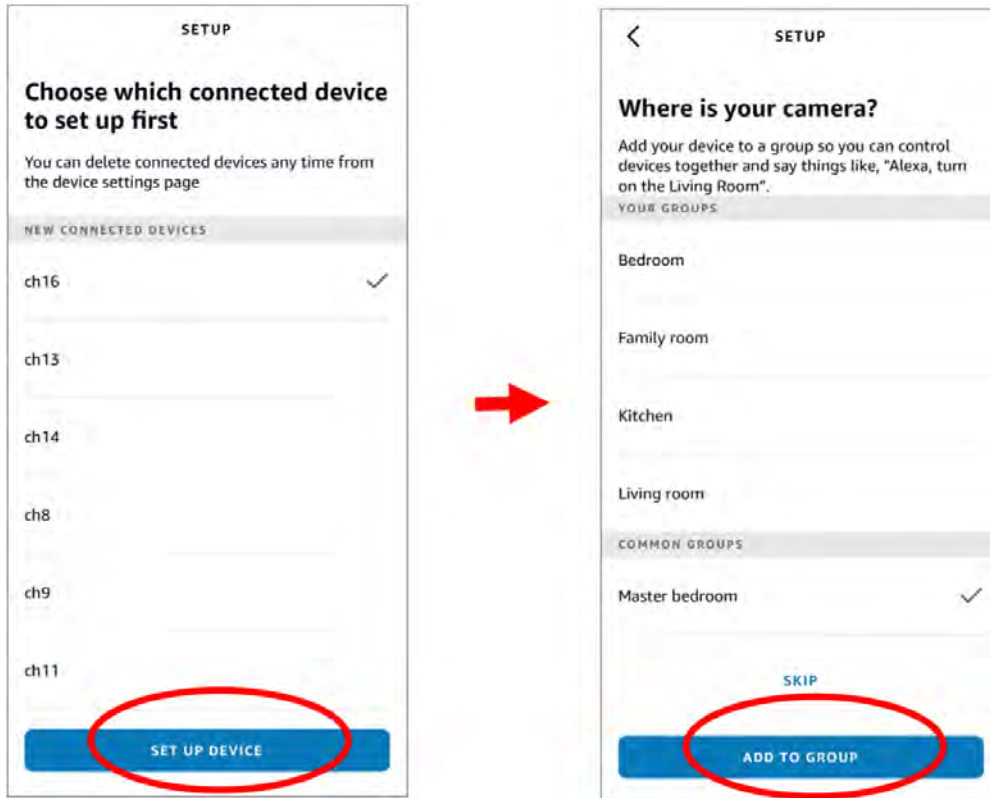 SETUP
Choose which connected device
to set up first
You can delete connected devices any time from
the device settings page
NEW CONNECTED DEVICES
ch16
ch13
ch14
ch8
ch9
ch11
SET UP DEVICE
SETUP
Where is your camera?
Add your device to a group so you can control
devices together and say things like, "Alexa, turn
on the Living Room".
YOUR GROUPS
Bedroom
Family room
Kitchen
Living room
COMMON GROUPS
Master bedroom
SKIP
ADD TO GROUP